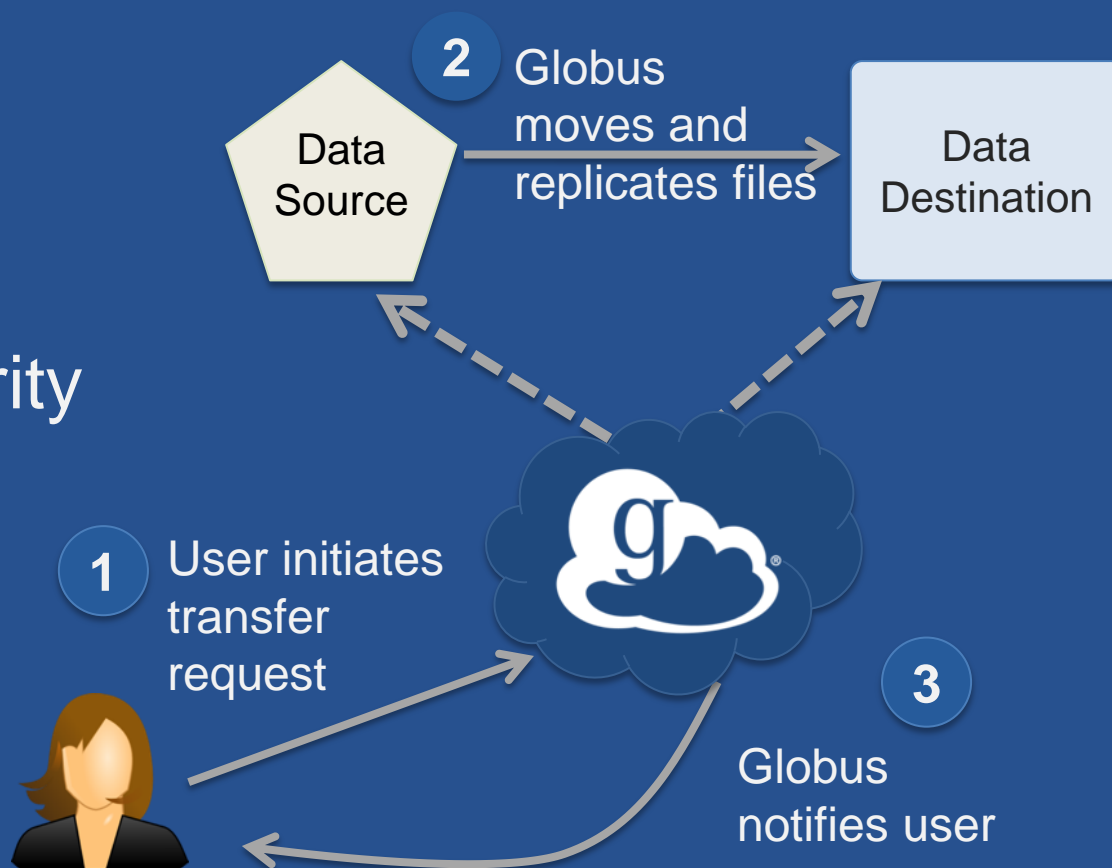 2
Globus
moves and
replicates files
Data
Source
Data
Destination
rity
1
User initiates
transfer
request
g
®
3
Globus
notifies user